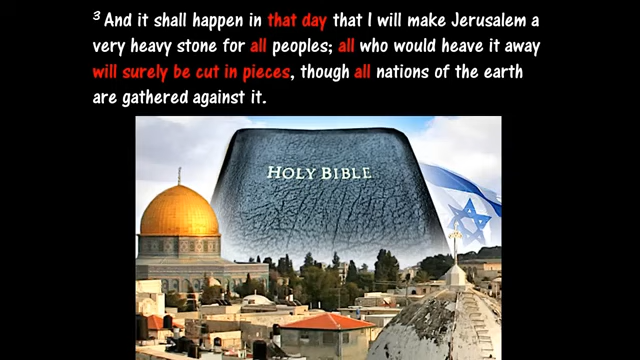 3 And it shall happen in that day that I will make Jerusalem a
very heavy stone for all peoples; all who would heave it away
will surely be cut in pieces, though all nations of the earth
are gathered against it.
HOLY BIBLE